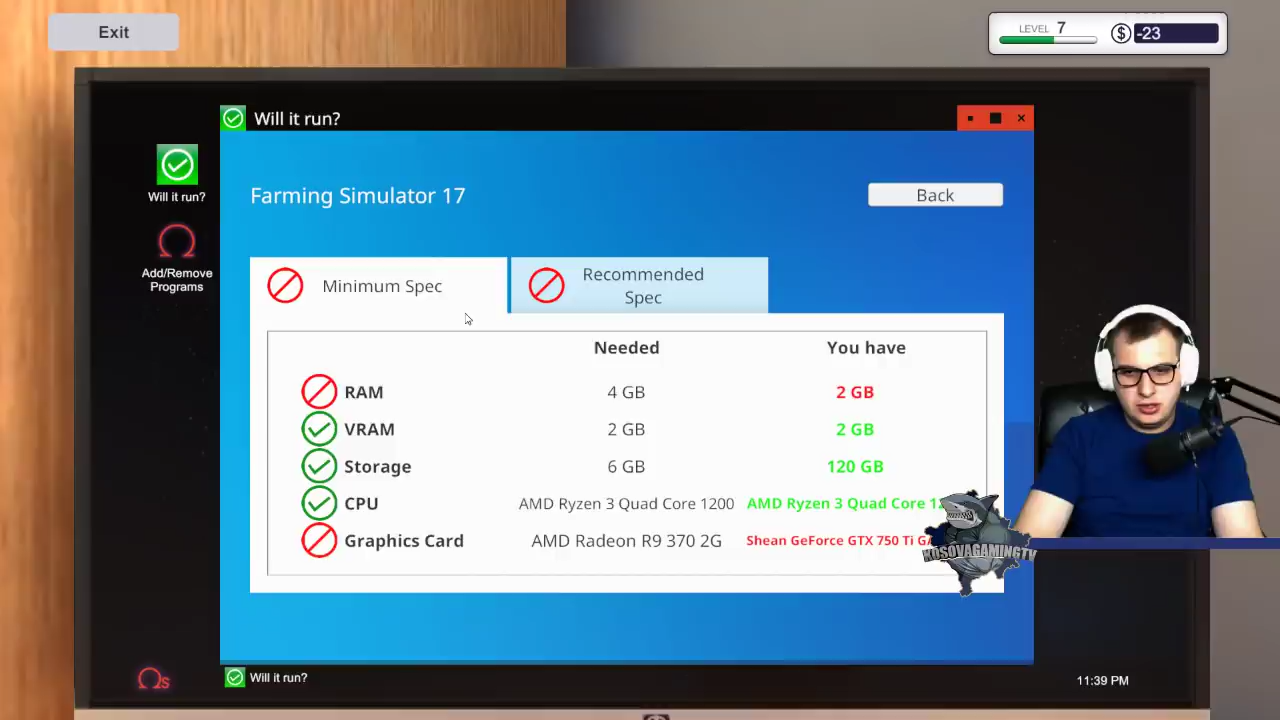 Exit
LEVEL 7
$ -23
Will it run?
Will it run?
Farming Simulator 17
Back
Add/Remove
Programs
Minimum Spec
Recommended
Spec
Needed
You have
RAM
4 GB
2 GB
VRAM
2 GB
2 GB
Storage
6 GB
120 GB
CPU
AMD Ryzen 3 Quad Core 1200
AMD Ryzen 3 Quad Core
Graphics Card
AMD Radeon R9 370 2G
Shean GeForce GTX 750 Ti
KOSOVAGAMINGTV
Ωs
Will it run?
11:39 PM